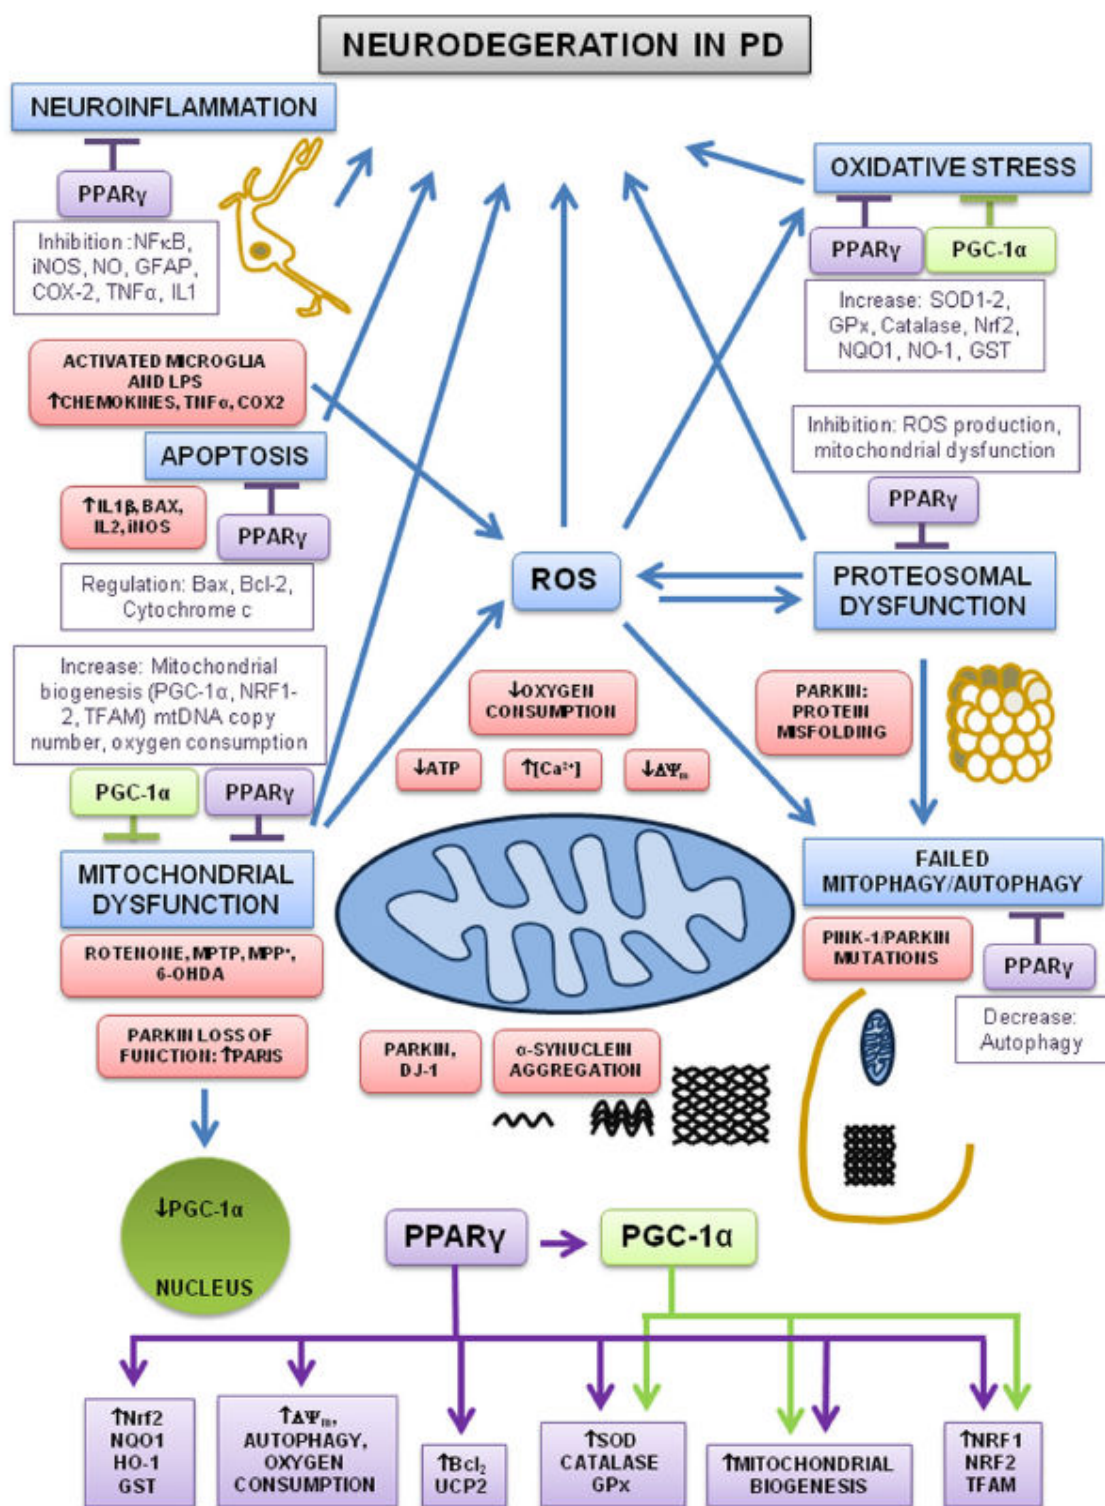 NEURODEGERATION IN PD
NEUROINFLAMMATION
PPARγ
Inhibition :NFκB,
iNOS, NO, GFAP,
COX-2, TNFα, IL1
OXIDATIVE STRESS
PPARγ
PGC-1α
Increase: SOD1-2,
GPx, Catalase, Nrf2,
NQO1, NO-1, GST
ACTIVATED MICROGLIA
AND LPS
↑CHEMOKINES, TNFα, COX2
APOPTOSIS
↑IL1β, BAX,
IL2, iNOS
PPARγ
Regulation: Bax, Bcl-2,
Cytochrome c
Inhibition: ROS production,
mitochondrial dysfunction
PPARγ
PROTEOSOMAL
DYSFUNCTION
ROS
Increase: Mitochondrial
biogenesis (PGC-1α, NRF1-
2, TFAM) mtDNA copy
number, oxygen consumption
PGC-1α
PPARγ
MITOCHONDRIAL
DYSFUNCTION
ROTENONE, MPTP, MPP⁺,
6-OHDA
PARKIN LOSS OF
FUNCTION: ↑PARIS
↓PGC-1α
NUCLEUS
↓OXYGEN
CONSUMPTION
↓ATP
↑[Ca²⁺]
↓ΔΨₘ
PARKIN:
PROTEIN
MISFOLDING
FAILED
MITOPHAGY/AUTOPHAGY
PINK-1/PARKIN
MUTATIONS
PPARγ
Decrease:
Autophagy
PARKIN,
DJ-1
α-SYNUCLEIN
AGGREGATION
PPARγ
PGC-1α
↑Nrf2
NQO1
HO-1
GST
↑ΔΨₘ,
AUTOPHAGY,
OXYGEN
CONSUMPTION
↑Bcl₂
UCP2
↑SOD
CATALASE
GPx
↑MITOCHONDRIAL
BIOGENESIS
↑NRF1
NRF2
TFAM